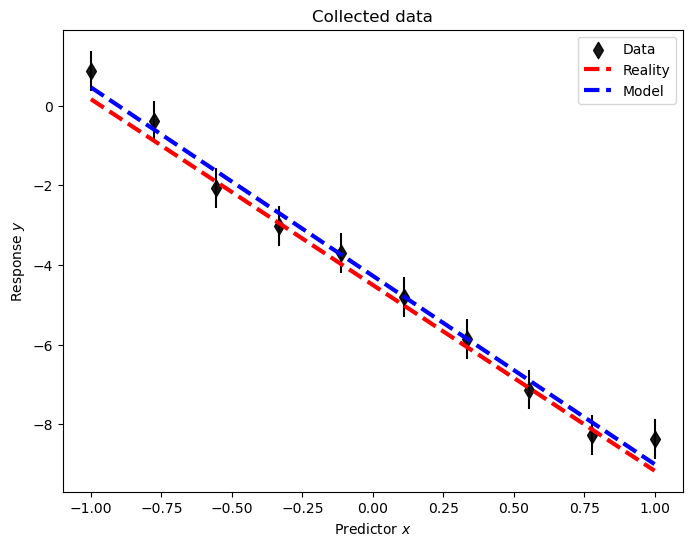 Collected data
Data
Reality
Model
0
−2
−4
−6
−8
Response y
−1.00 −0.75 −0.50 −0.25 0.00 0.25 0.50 0.75 1.00
Predictor x